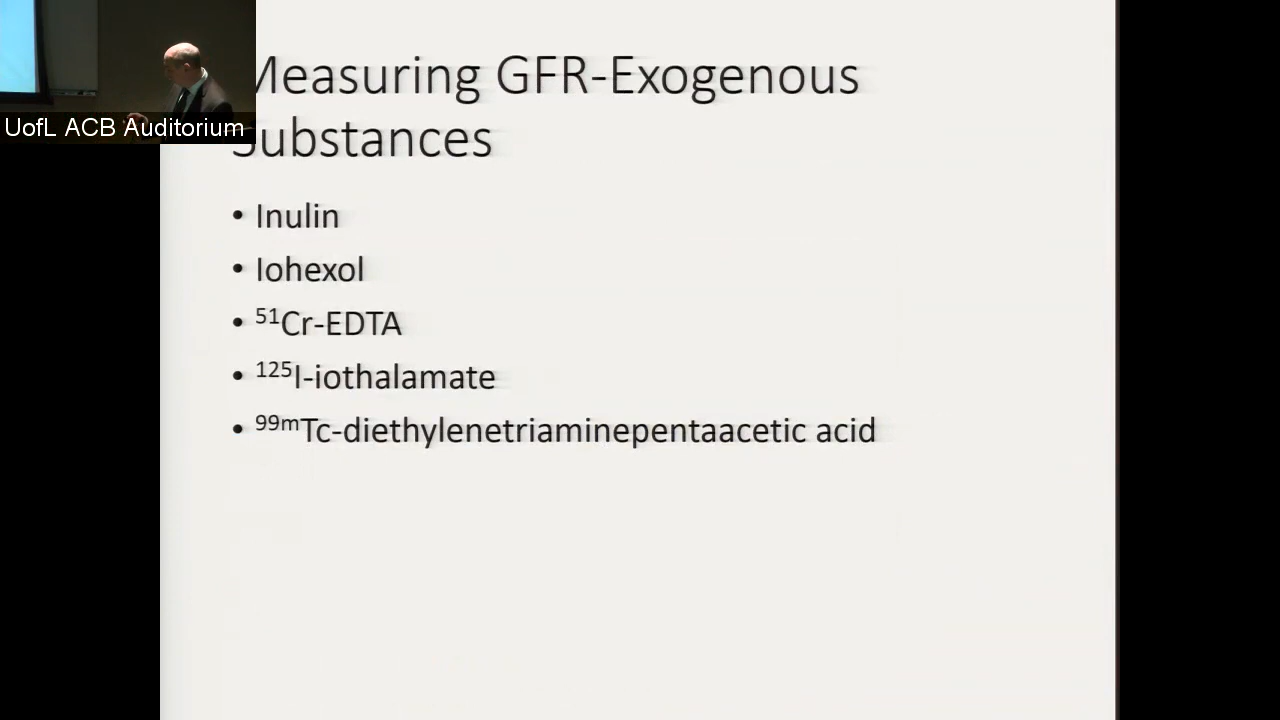 UofL ACB Auditorium
Measuring GFR-Exogenous
Substances
• Inulin
• Iohexol
• ⁵¹Cr-EDTA
• ¹²⁵I-iothalamate
• ⁹⁹ᵐTc-diethylenetriaminepentaacetic acid